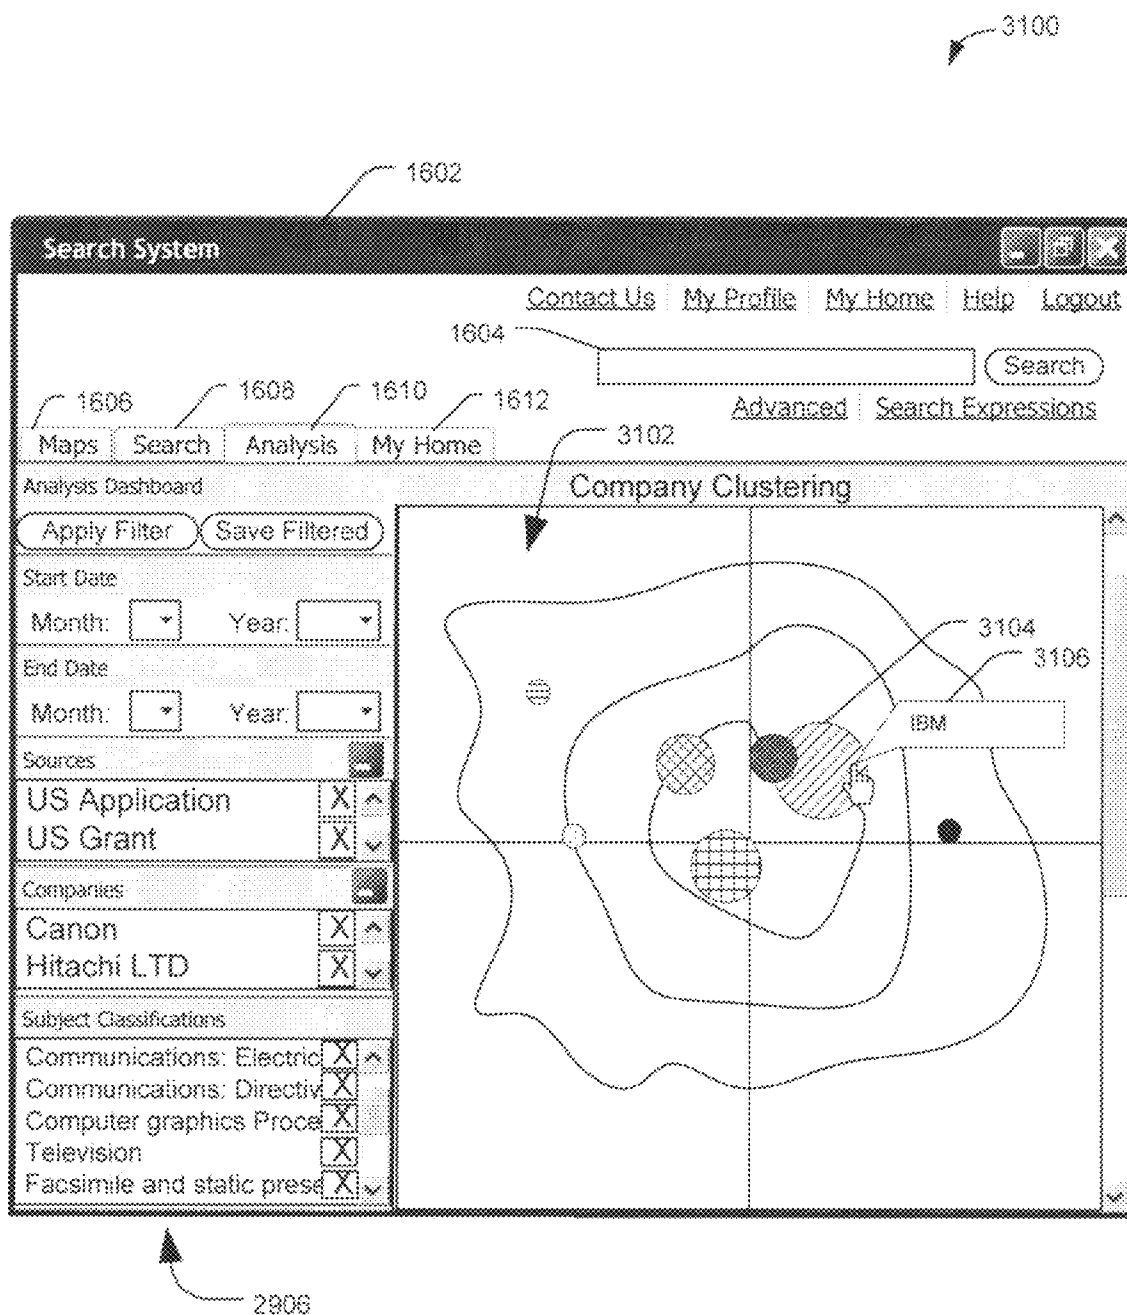 3100
1602
Search System
Contact Us My Profile My Home Help Logout
1604
Search
1606 1608 1610 1612
Advanced Search Expressions
Maps Search Analysis My Home
3102
Analysis Dashboard
Company Clustering
Apply Filter Save Filtered
Start Date
Month: Year:
3104
3106
End Date
Month: Year:
IBM
Sources
US Application X
US Grant X
Companies
Canon X
Hitachi LTD X
Subject Classifications
Communications: Electric X
Communications: Directiv X
Computer graphics Proce X
Television X
Facsimile and static prese X
2906